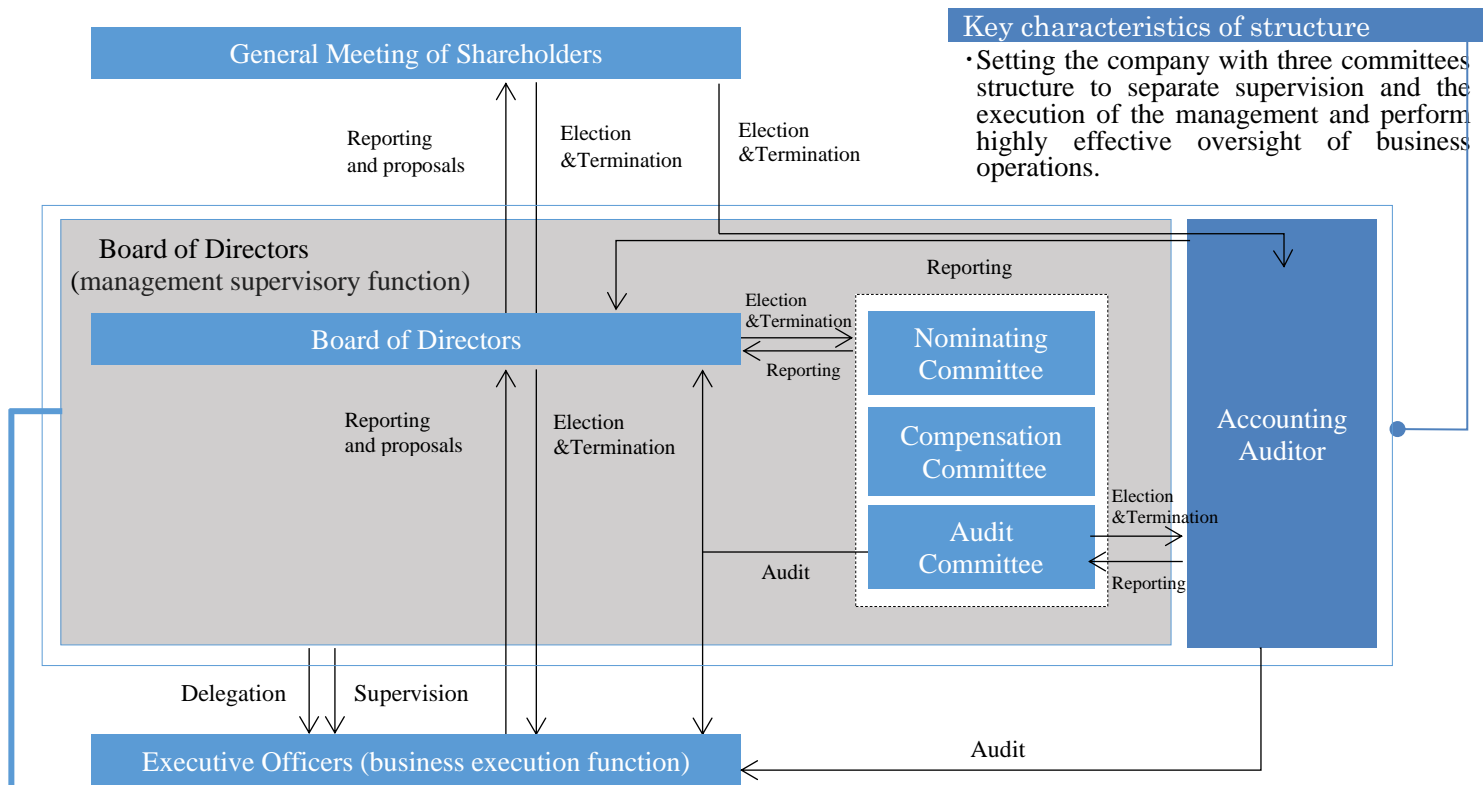 Key characteristics of structure
General Meeting of Shareholders
・Setting the company with three committees
structure to separate supervision and the
execution of the management and perform
highly effective oversight of business
operations.
Reporting
and proposals
Election
&Termination
Election
&Termination
Board of Directors
(management supervisory function)
Reporting
Election
&Termination
Board of Directors
Reporting
Nominating
Committee
Reporting
and proposals
Election
&Termination
Compensation
Committee
Accounting
Auditor
Election
&Termination
Audit
Committee
Audit
Reporting
Delegation
Supervision
Executive Officers (business execution function)
Audit